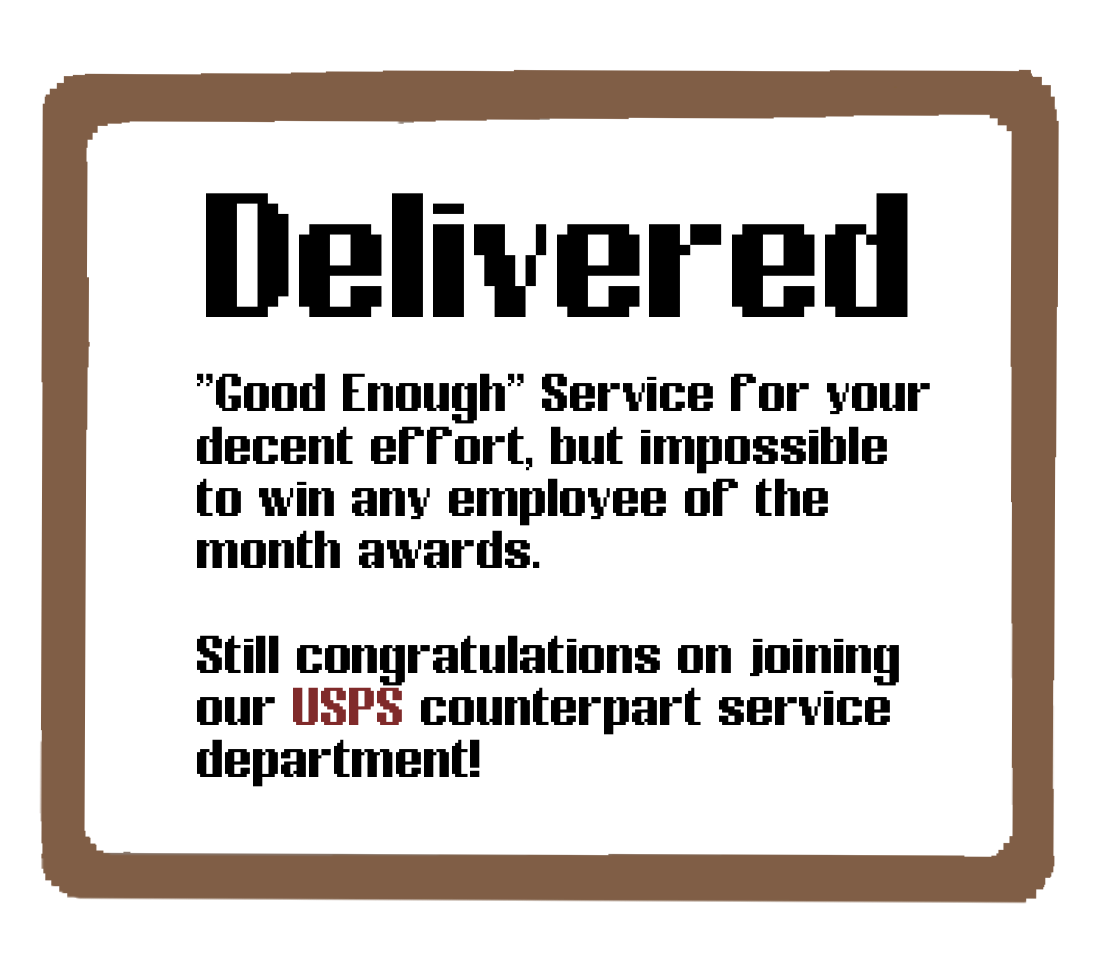 Delivered
"Good Enough" Service for your
decent effort, but impossible
to win any employee of the
month awards.
Still congratulations on joining
our USPS counterpart service
department!